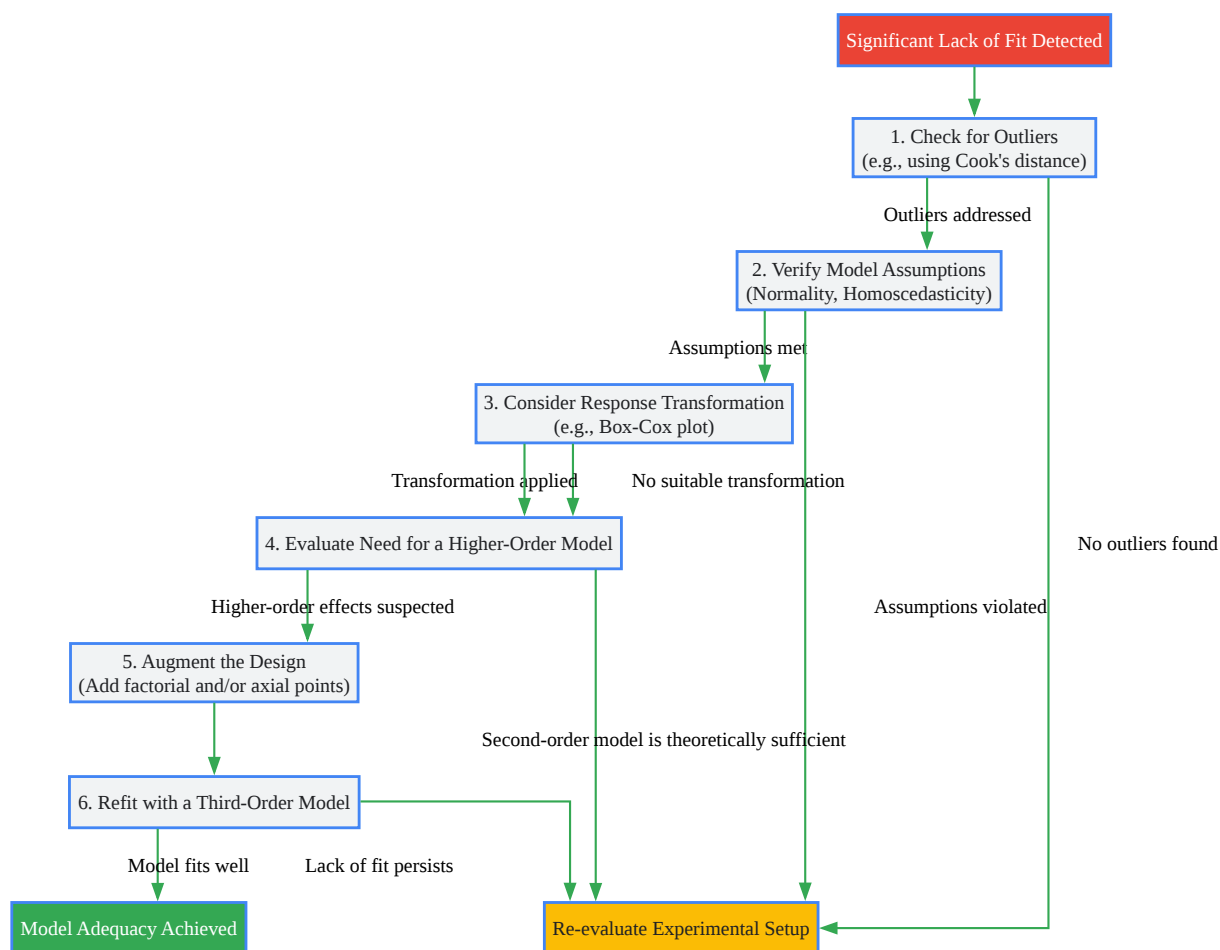 Significant Lack of Fit Detected
1. Check for Outliers
(e.g., using Cook's distance)
Outliers addressed
2. Verify Model Assumptions
(Normality, Homoscedasticity)
Assumptions met
3. Consider Response Transformation
(e.g., Box-Cox plot)
Transformation applied
No suitable transformation
4. Evaluate Need for a Higher-Order Model
No outliers found
Higher-order effects suspected
Assumptions violated
5. Augment the Design
(Add factorial and/or axial points)
Second-order model is theoretically sufficient
6. Refit with a Third-Order Model
Model fits well
Lack of fit persists
Model Adequacy Achieved
Re-evaluate Experimental Setup